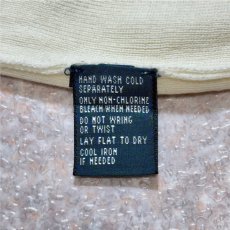 HAND WASH COLD
SEPARATELY
ONLY NON-CHLORINE
BLEACH WHEN NEEDED
DO NOT WRING
OR TWIST
LAY FLAT TO DRY
COOL IRON
IF NEEDED